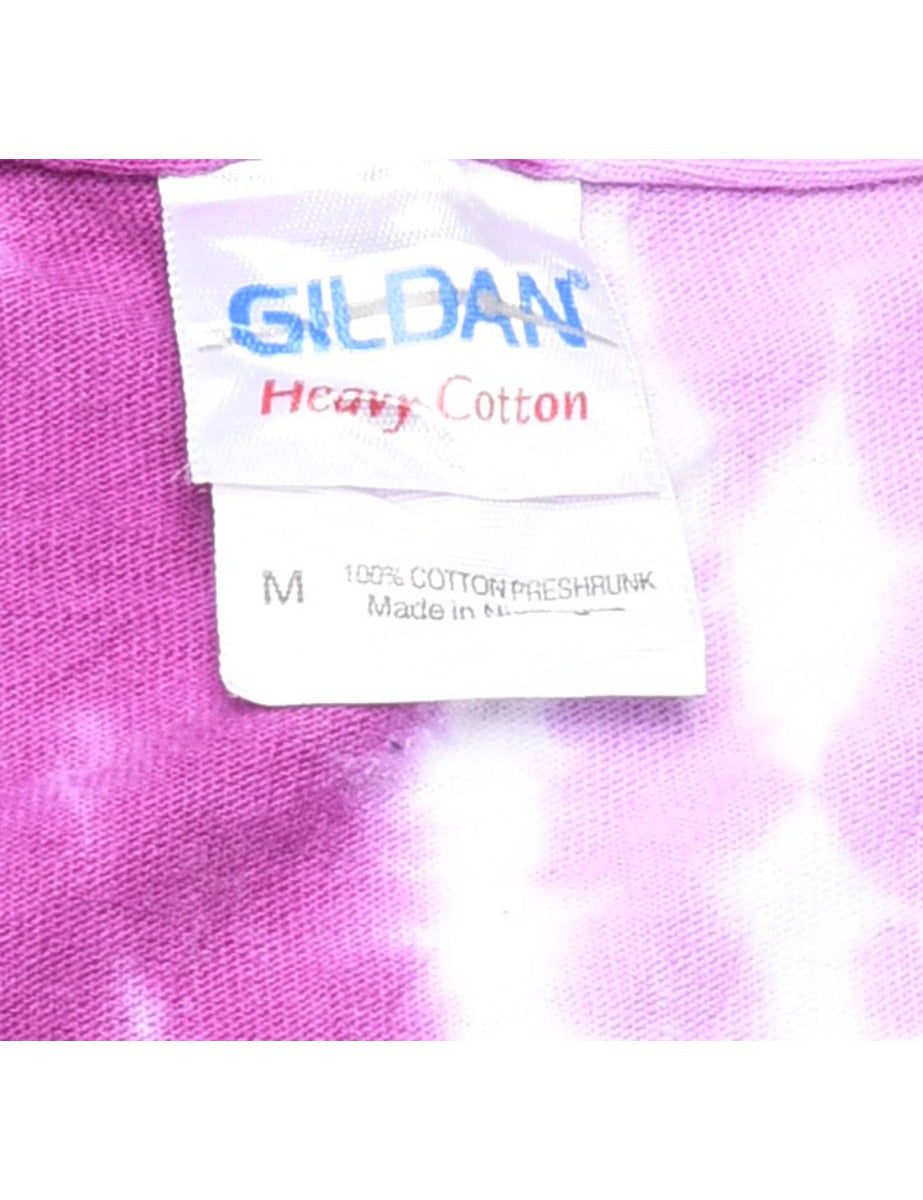 GILDAN®
Heavy Cotton
M
100% COTTON PRESHRUNK
Made in